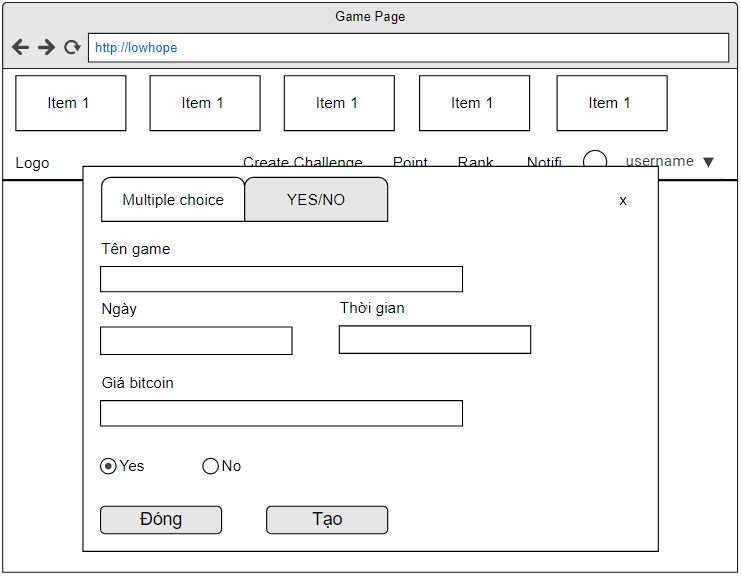 Game Page
http://lowhope
Item 1 Item 1 Item 1 Item 1 Item 1
Logo Create Challenge Point Rank Notifi username
Multiple choice YES/NO x
Tên game
Ngày Thời gian
Giá bitcoin
Yes No
Đóng Tạo